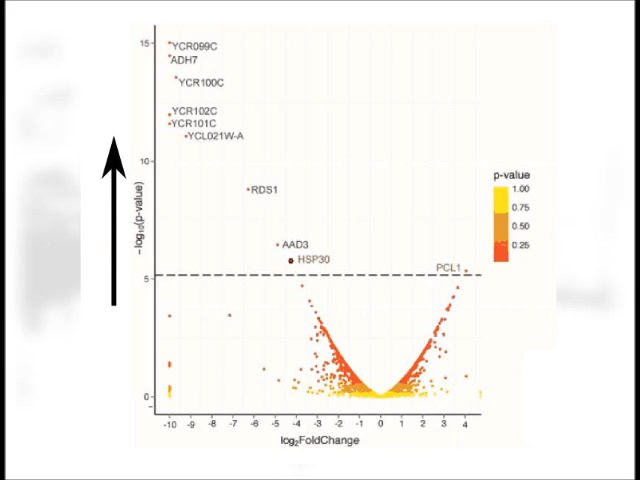 15
YCR099C
ADH7
YCR100C
YCR102C
YCR101C
YCL021W-A
10
RDS1
AAD3
HSP30
PCL1
5
0
-log10(p-value)
-10 -9 -8 -7 -6 -5 -4 -3 -2 -1 0 1 2 3 4
log2FoldChange
p-value
1.00
0.75
0.50
0.25